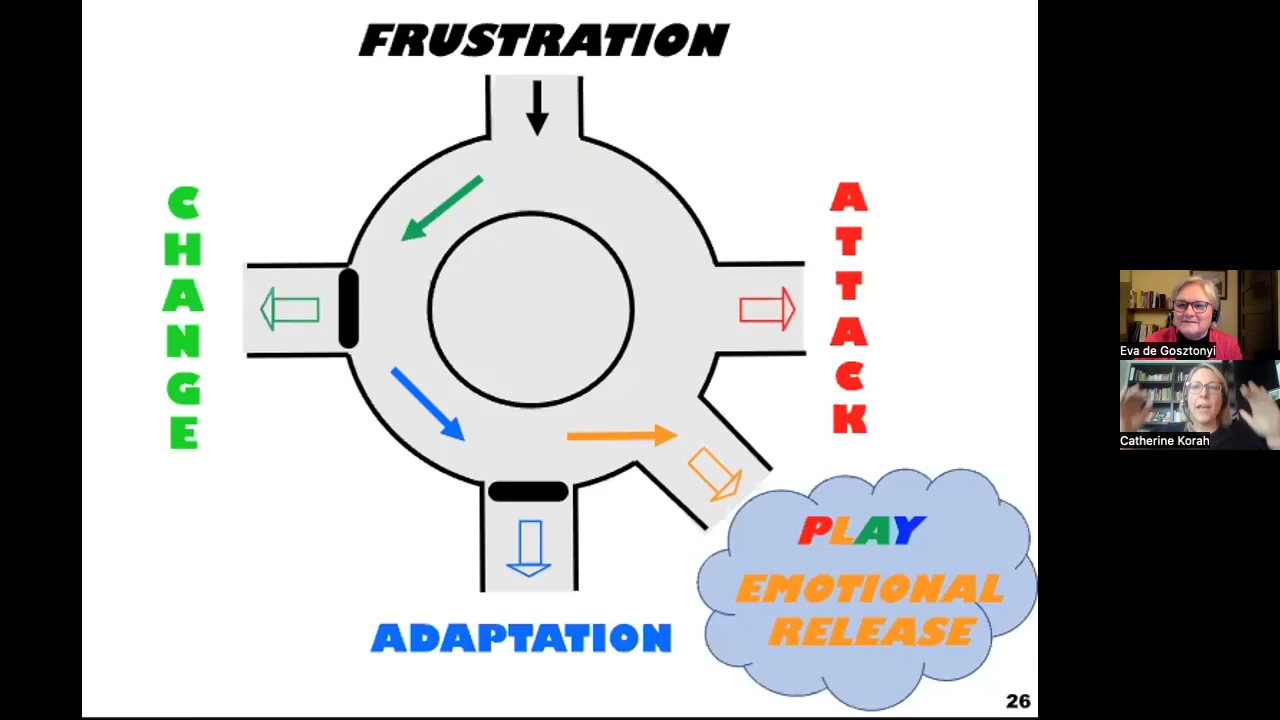 FRUSTRATION
CHANGE
ATTACK
PLAY
EMOTIONAL
RELEASE
ADAPTATION
26
Eva de Gosztonyi
Catherine Korah